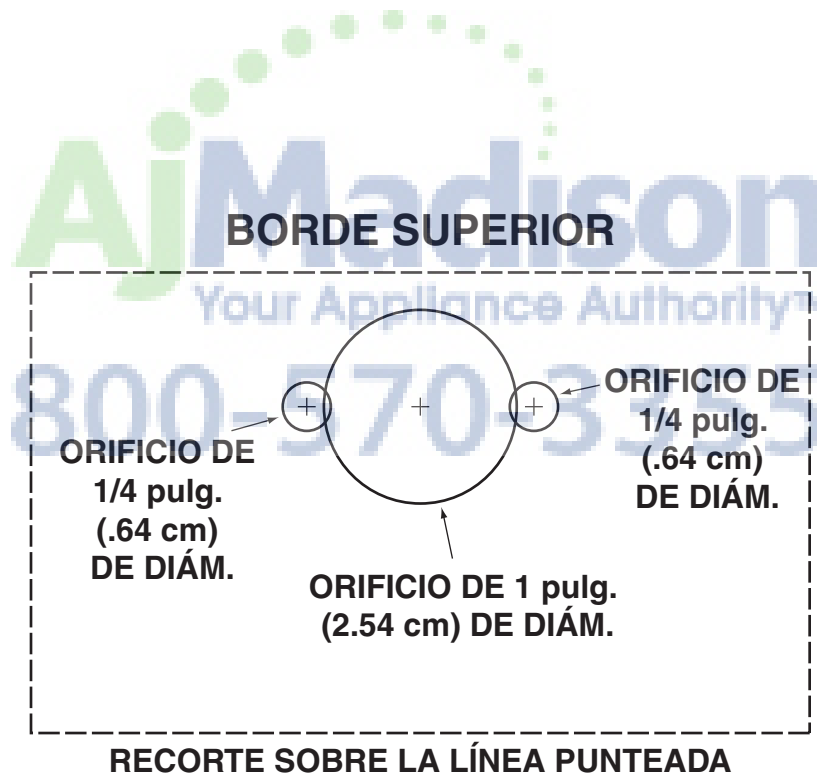 AjMadison
BORDE SUPERIOR
Your Appliance Authority™
800-570-3355
ORIFICIO DE
1/4 pulg.
(.64 cm)
DE DIÁM.
ORIFICIO DE
1/4 pulg.
(.64 cm)
DE DIÁM.
ORIFICIO DE 1 pulg.
(2.54 cm) DE DIÁM.
RECORTE SOBRE LA LÍNEA PUNTEADA